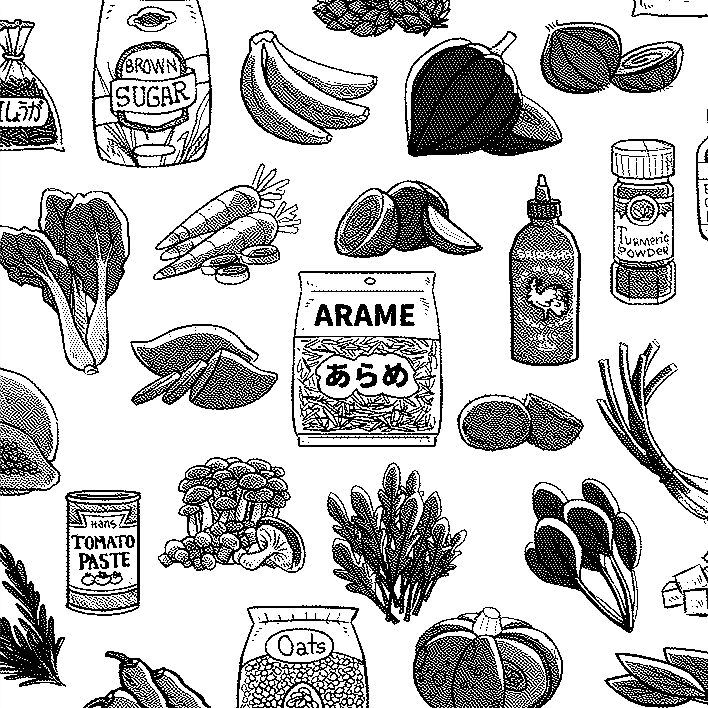 BROWN
SUGAR
Turmeric
Powder
ARAME
あらめ
Hans
TOMATO
PASTE
Oats